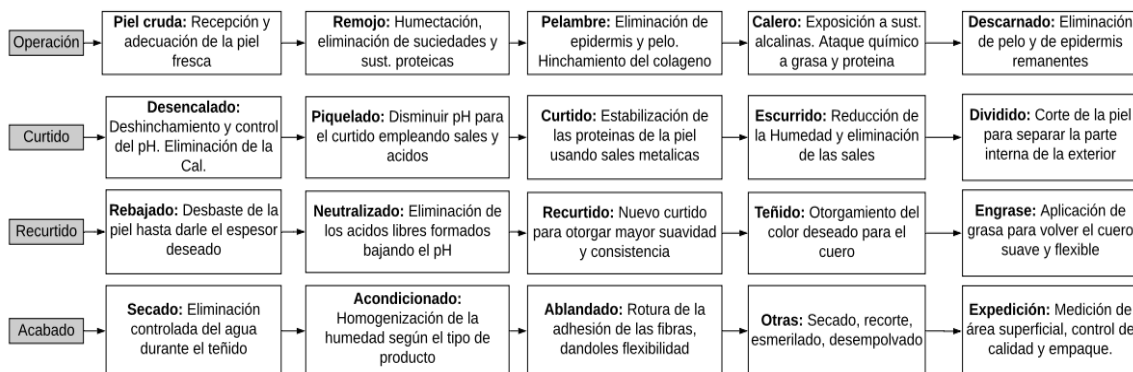 Operación
Piel cruda: Recepción y
adecuación de la piel
fresca
Remojo: Humectación,
eliminación de suciedades y
sust. proteicas
Pelambre: Eliminación de
epidermis y pelo.
Hinchamiento del colageno
Calero: Exposición a sust.
alcalinas. Ataque químico
a grasa y proteina
Descarnado: Eliminación
de pelo y de epidermis
remanentes
Curtido
Desencalado:
Deshinchamiento y control
del pH. Eliminación de la
Cal.
Piquelado: Disminuir pH para
el curtido empleando sales y
acidos
Curtido: Estabilización de
las proteinas de la piel
usando sales metalicas
Escurrido: Reducción de
la Humedad y eliminación
de las sales
Dividido: Corte de la piel
para separar la parte
interna de la exterior
Recurtido
Rebajado: Desbaste de la
piel hasta darle el espesor
deseado
Neutralizado: Eliminación de
los acidos libres formados
bajando el pH
Recurtido: Nuevo curtido
para otorgar mayor suavidad
y consistencia
Teñido: Otorgamiento del
color deseado para el
cuero
Engrase: Aplicación de
grasa para volver el cuero
suave y flexible
Acabado
Secado: Eliminación
controlada del agua
durante el teñido
Acondicionado:
Homogenización de la
humedad según el tipo de
producto
Ablandado: Rotura de la
adhesión de las fibras,
dandoles flexibilidad
Otras: Secado, recorte,
esmerilado, desempolvado
Expedición: Medición de
área superficial, control de
calidad y empaque.